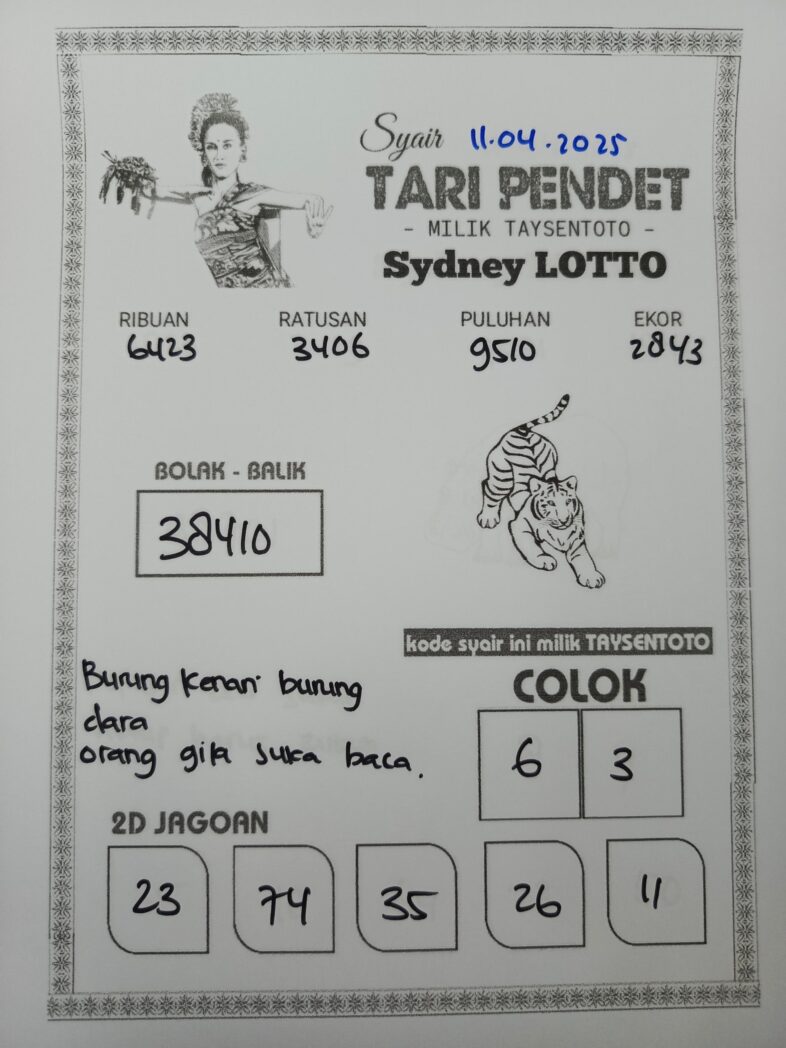 Syair 11.04.2025
TARI PENDET
- MILIK TAYSENTOTO -
Sydney LOTTO
RIBUAN RATUSAN PULUHAN EKOR
6423 3406 9510 2843
BOLAK - BALIK
38410
kode syair ini milik TAYSENTOTO
Burung kenari burung
dara
orang gila suka baca.
COLOK
6 3
2D JAGOAN
23 74 35 26 11